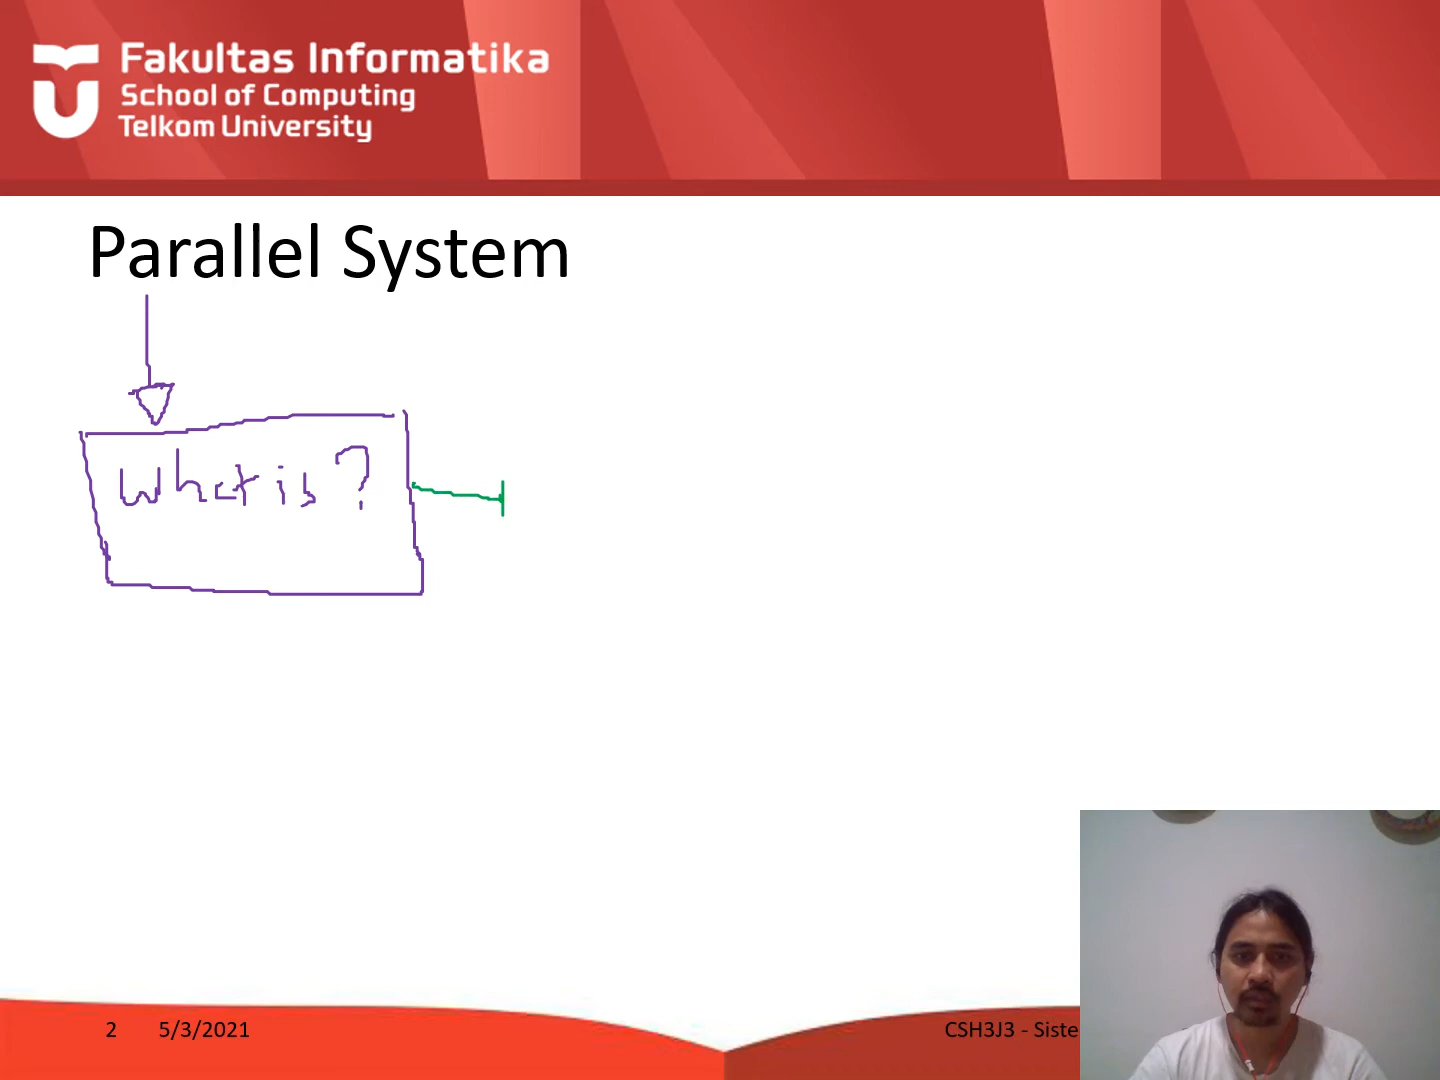 Fakultas Informatika
School of Computing
Telkom University
Parallel System
What is ?
2 5/3/2021 CSH3J3 - Siste